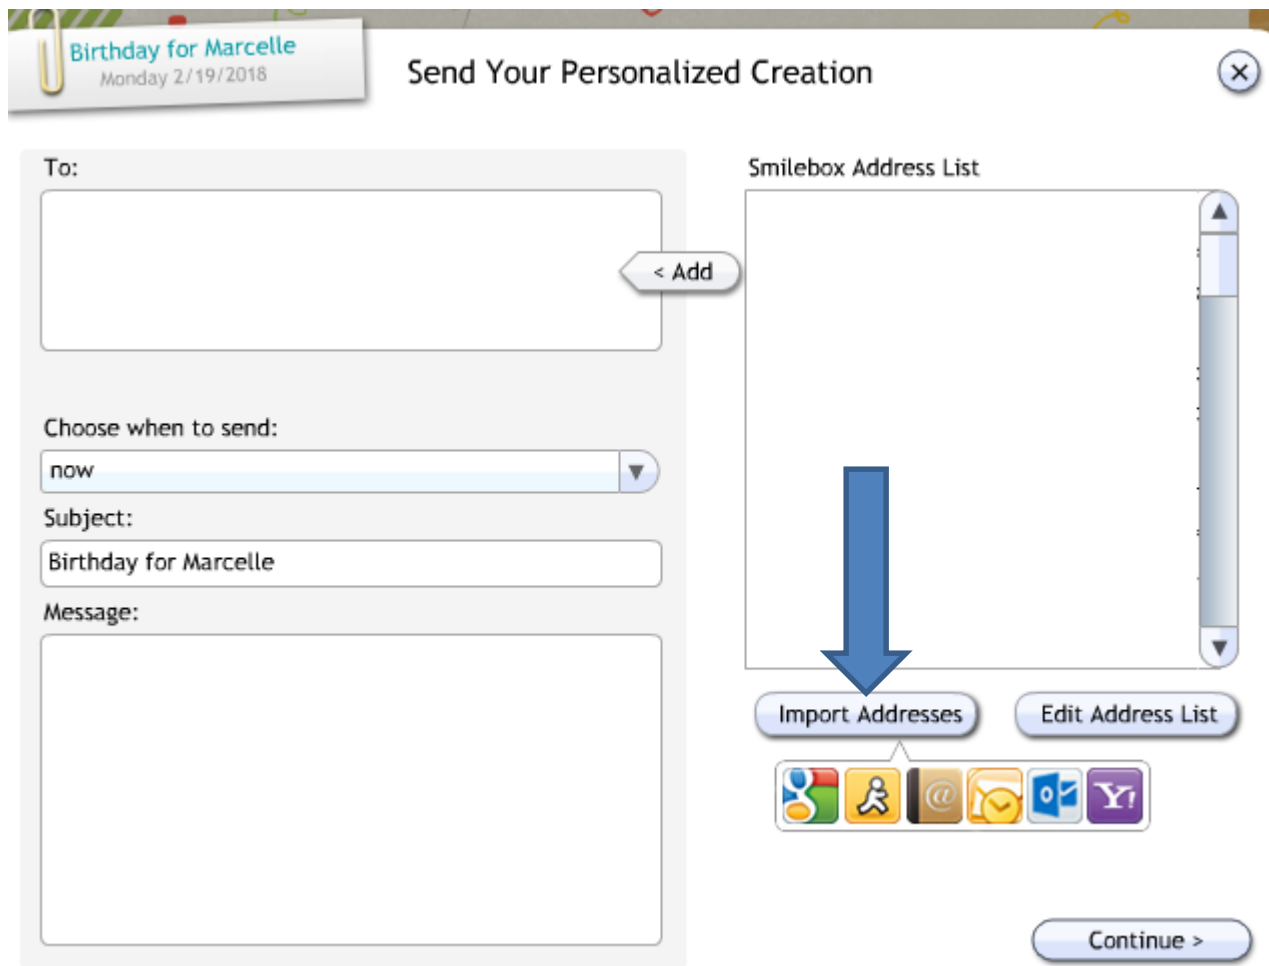 Birthday for Marcelle
Monday 2/19/2018
Send Your Personalized Creation
To:
< Add
Choose when to send:
now
Subject:
Birthday for Marcelle
Message:
Smilebox Address List
Import Addresses
Edit Address List
@
Y!
Continue >